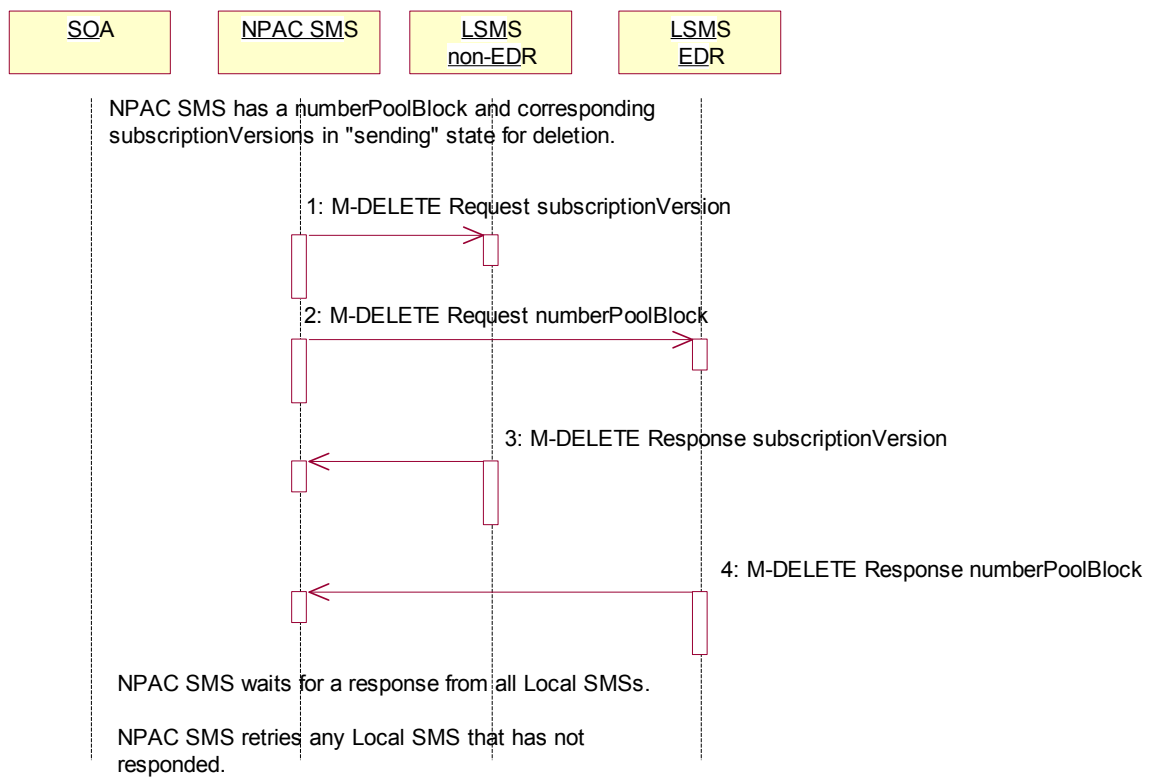 SOA
NPAC SMS
LSMS
non-EDR
LSMS
EDR
NPAC SMS has a numberPoolBlock and corresponding
subscriptionVersions in "sending" state for deletion.
1: M-DELETE Request subscriptionVersion
2: M-DELETE Request numberPoolBlock
3: M-DELETE Response subscriptionVersion
4: M-DELETE Response numberPoolBlock
NPAC SMS waits for a response from all Local SMSs.
NPAC SMS retries any Local SMS that has not
responded.